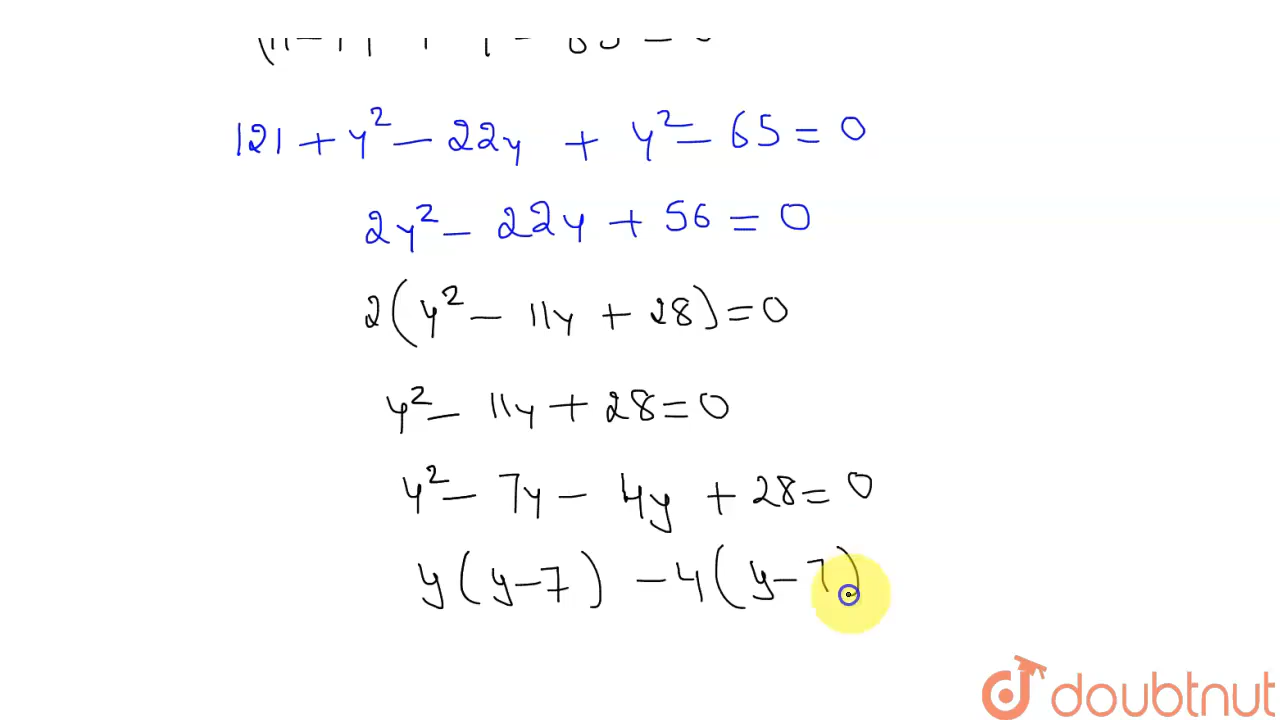 121 + y² - 22y + y² - 65 = 0
2y² - 22y + 56 = 0
2(y² - 11y + 28) = 0
y² - 11y + 28 = 0
y² - 7y - 4y + 28 = 0
y(y-7) -4(y-7)
doubtnut